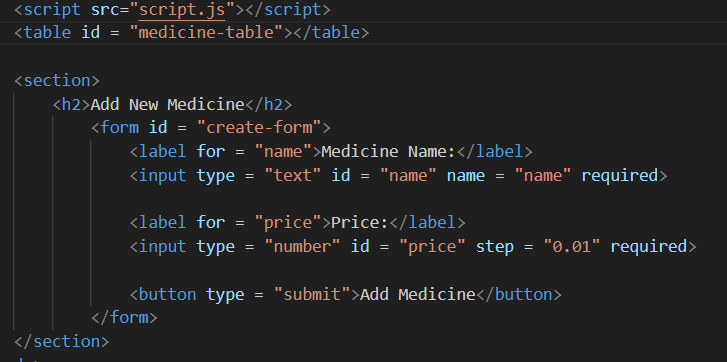 <script src="script.js"></script>
<table id = "medicine-table"></table>
<section>
<h2>Add New Medicine</h2>
<form id = "create-form">
<label for = "name">Medicine Name:</label>
<input type = "text" id = "name" name = "name" required>
<label for = "price">Price:</label>
<input type = "number" id = "price" step = "0.01" required>
<button type = "submit">Add Medicine</button>
</form>
</section>